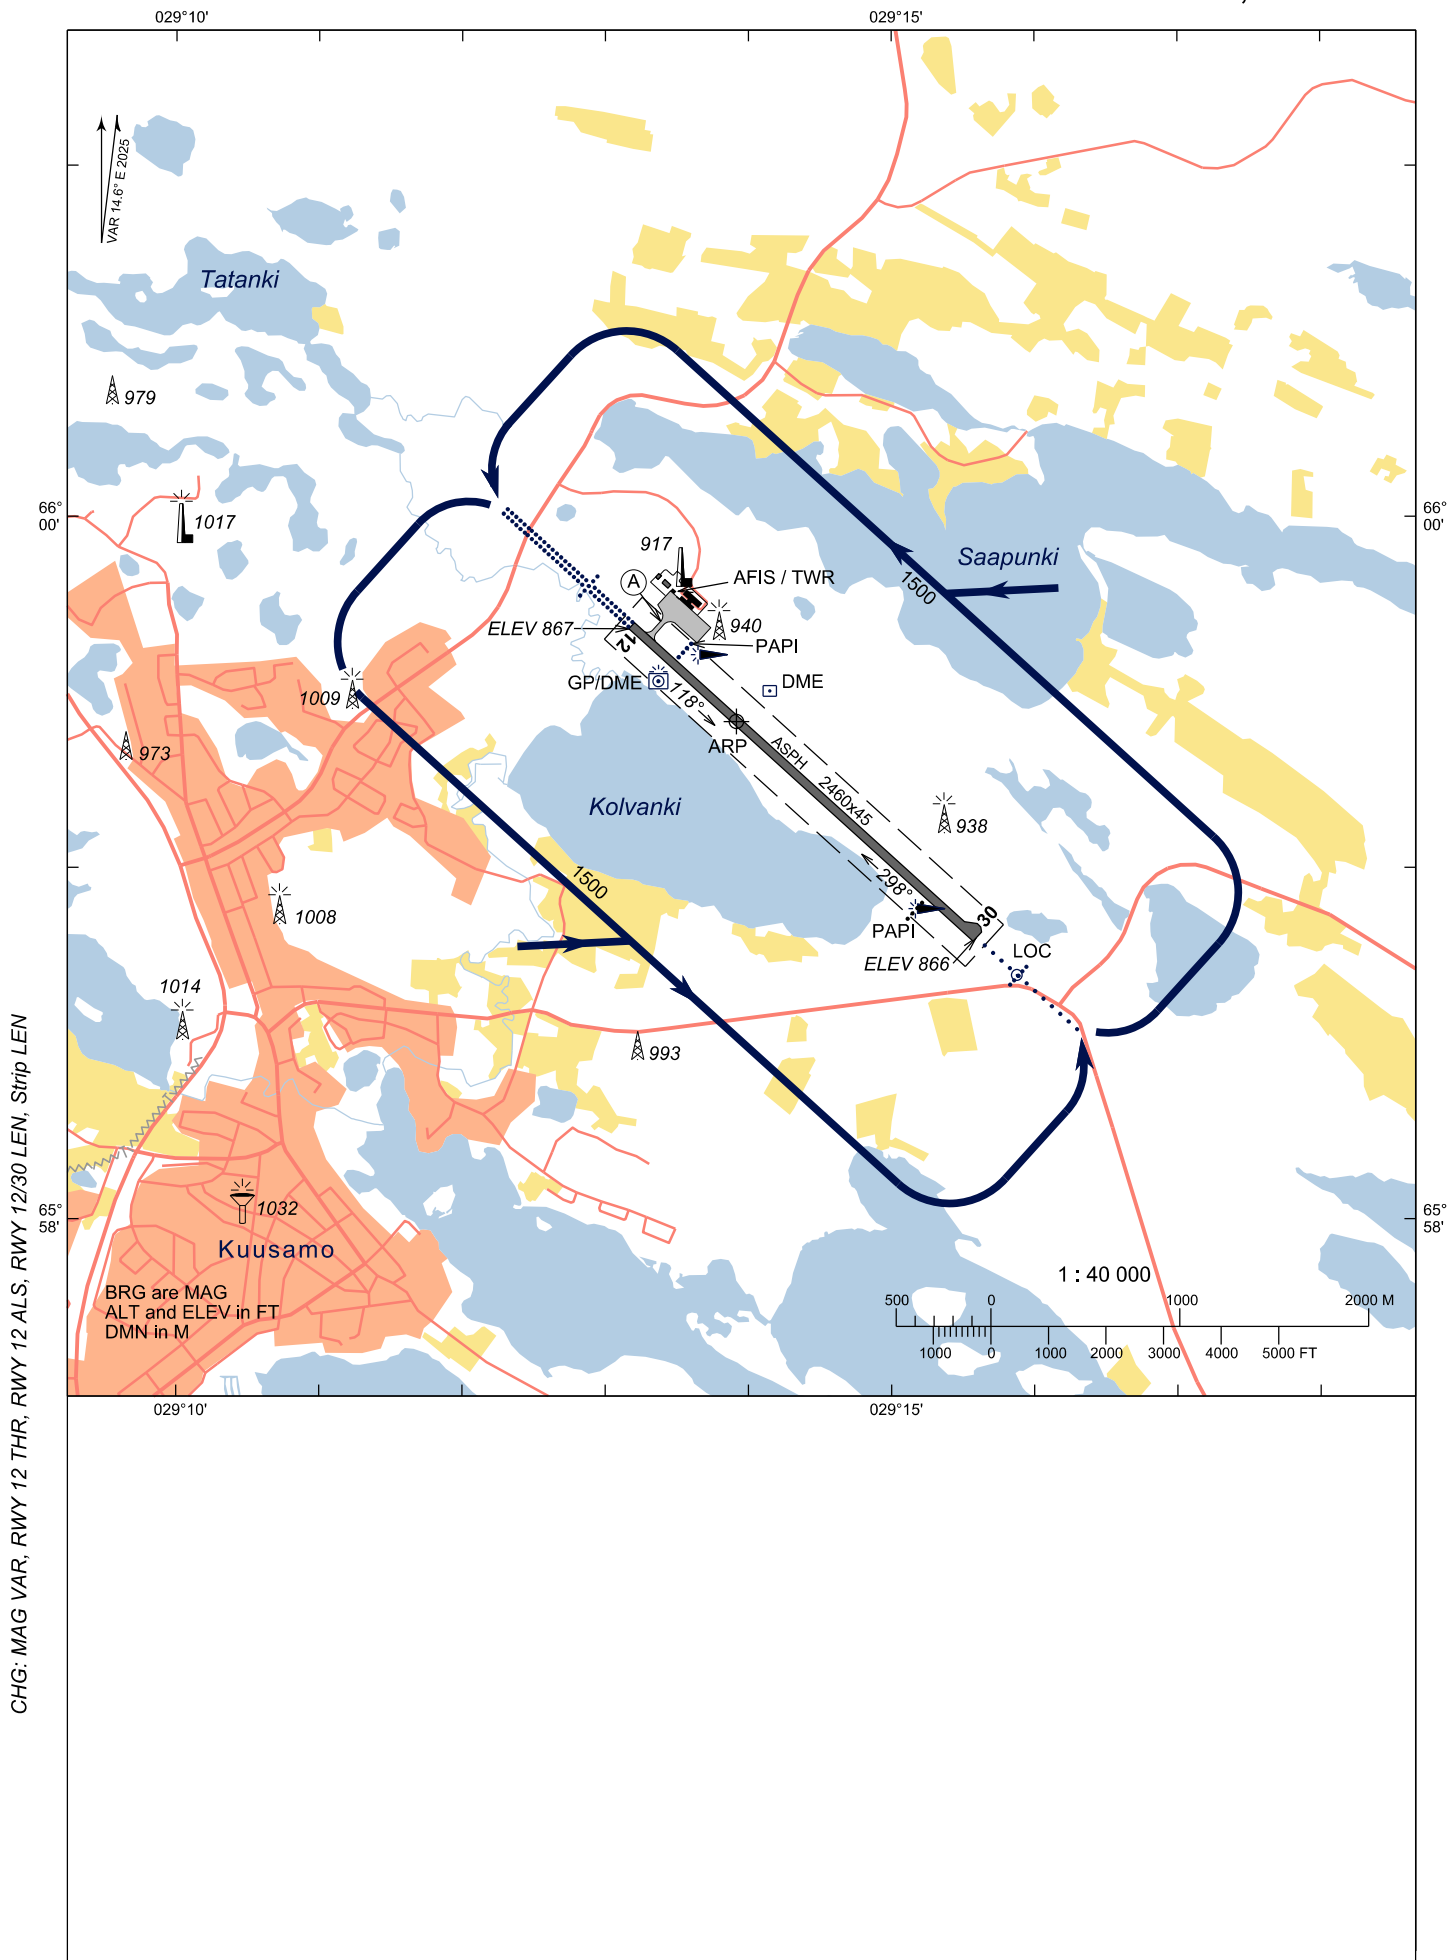 029°10'
029°15'
VAR 14.6° E 2025
Tatanki
979
66°
00'
66°
00'
1017
917
A
AFIS / TWR
Saapunki
1500
940
ELEV 867
12
PAPI
GP/DME
118°
DME
1009
973
ARP
ASPH
2460x45
Kolvanki
938
1500
298°
1008
30
PAPI
LOC
ELEV 866
1014
993
1032
65°
58'
65°
58'
Kuusamo
1 : 40 000
BRG are MAG
ALT and ELEV in FT
DMN in M
500
0
1000
2000 M
1000
0
1000
2000
3000
4000
5000 FT
029°10'
029°15'
CHG: MAG VAR, RWY 12 THR, RWY 12 ALS, RWY 12/30 LEN, Strip LEN